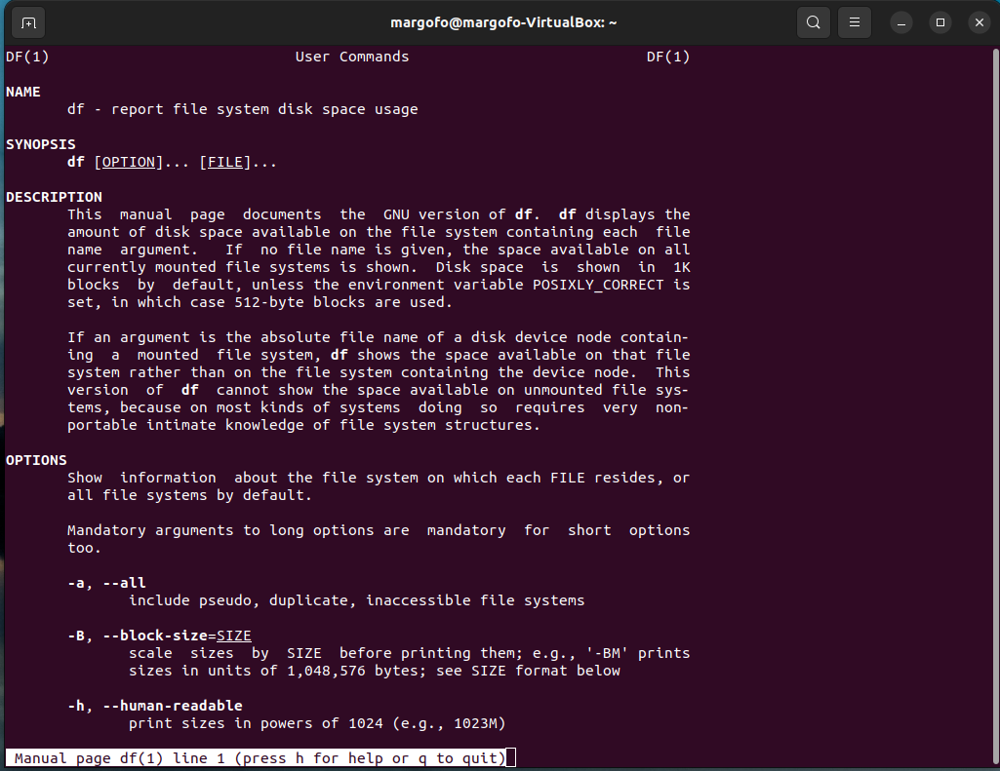 margofo@margofo-VirtualBox: ~
DF(1) User Commands DF(1)
NAME
df - report file system disk space usage
SYNOPSIS
df [OPTION]... [FILE]...
DESCRIPTION
This manual page documents the GNU version of df. df displays the
amount of disk space available on the file system containing each file
name argument. If no file name is given, the space available on all
currently mounted file systems is shown. Disk space is shown in 1K
blocks by default, unless the environment variable POSIXLY_CORRECT is
set, in which case 512-byte blocks are used.
If an argument is the absolute file name of a disk device node contain-
ing a mounted file system, df shows the space available on that file
system rather than on the file system containing the device node. This
version of df cannot show the space available on unmounted file sys-
tems, because on most kinds of systems doing so requires very non-
portable intimate knowledge of file system structures.
OPTIONS
Show information about the file system on which each FILE resides, or
all file systems by default.
Mandatory arguments to long options are mandatory for short options
too.
-a, --all
include pseudo, duplicate, inaccessible file systems
-B, --block-size=SIZE
scale sizes by SIZE before printing them; e.g., '-BM' prints
sizes in units of 1,048,576 bytes; see SIZE format below
-h, --human-readable
print sizes in powers of 1024 (e.g., 1023M)
Manual page df(1) line 1 (press h for help or q to quit)